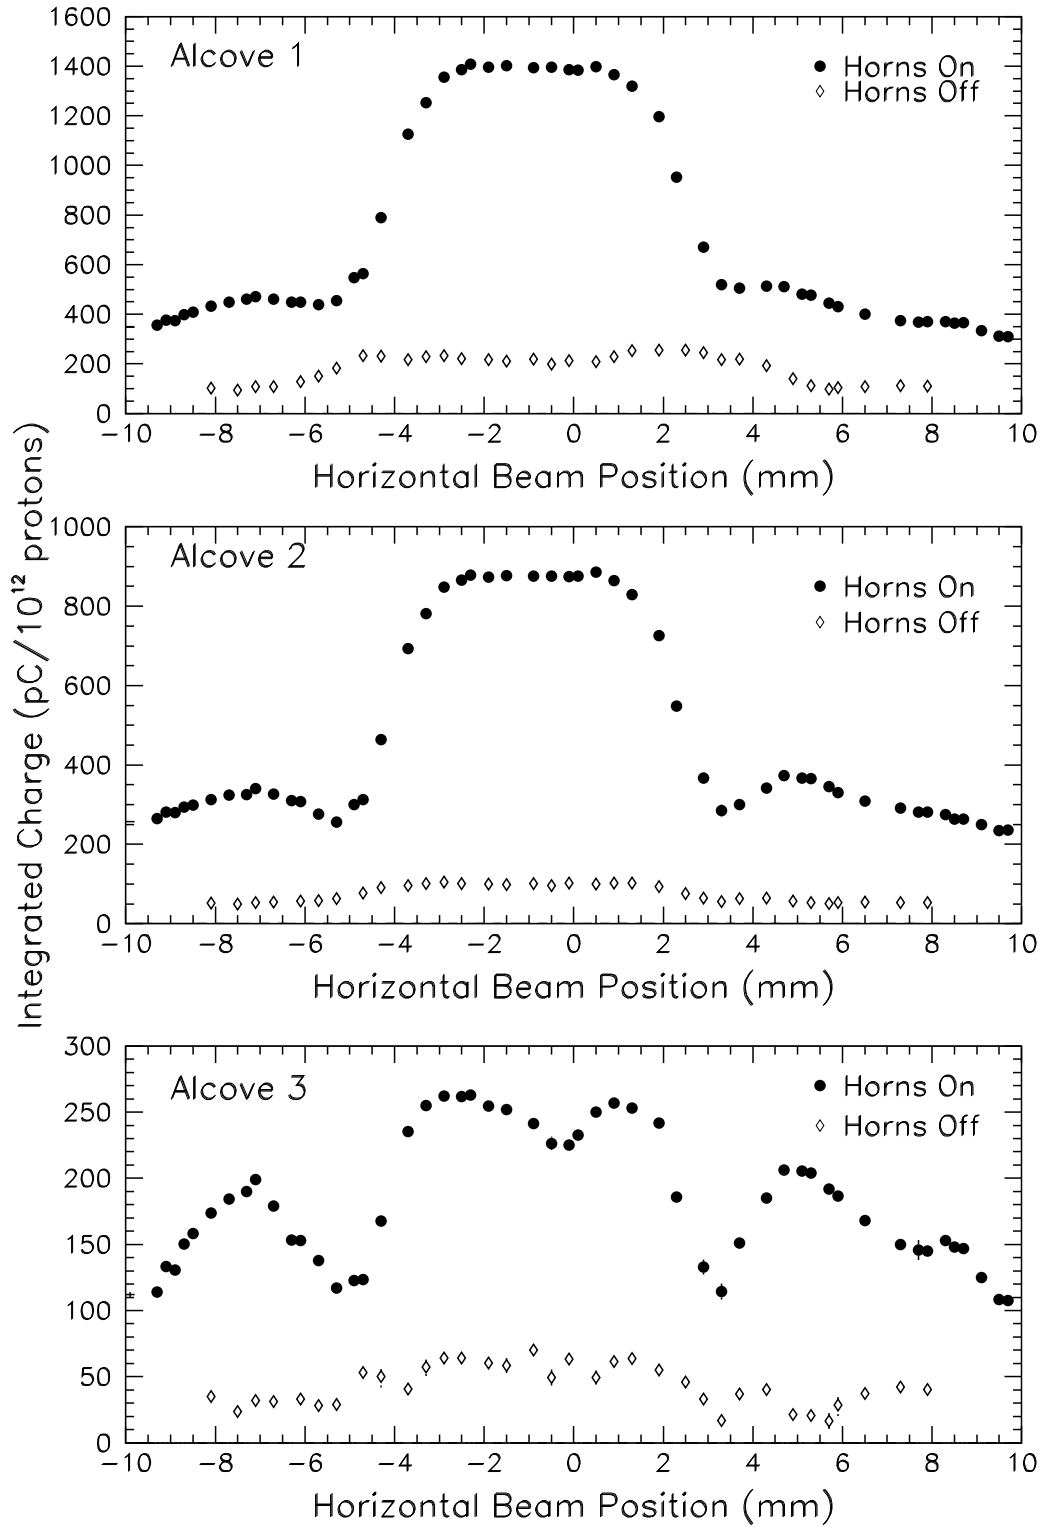 Integrated Charge (pC/10¹² protons)
Alcove 1
Horns On
Horns Off
1600
1400
1200
1000
800
600
400
200
0
−10 −8 −6 −4 −2 0 2 4 6 8 10
Horizontal Beam Position (mm)
Alcove 2
Horns On
Horns Off
1000
800
600
400
200
0
−10 −8 −6 −4 −2 0 2 4 6 8 10
Horizontal Beam Position (mm)
Alcove 3
Horns On
Horns Off
300
250
200
150
100
50
0
−10 −8 −6 −4 −2 0 2 4 6 8 10
Horizontal Beam Position (mm)